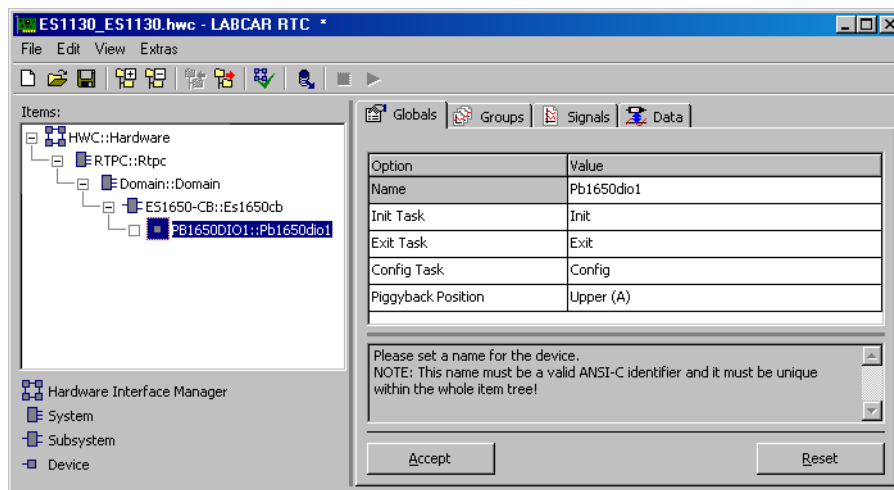 ES1130_ES1130.hwc - LABCAR RTC *
File Edit View Extras
Items:
HWC::Hardware
RTPC::Rtpc
Domain::Domain
ES1650-CB::Es1650cb
PB1650DIO1::Pb1650dio1
Hardware Interface Manager
System
Subsystem
Device
Globals Groups Signals Data
Option Value
Name Pb1650dio1
Init Task Init
Exit Task Exit
Config Task Config
Piggyback Position Upper (A)
Please set a name for the device.
NOTE: This name must be a valid ANSI-C identifier and it must be unique
within the whole item tree!
Accept Reset